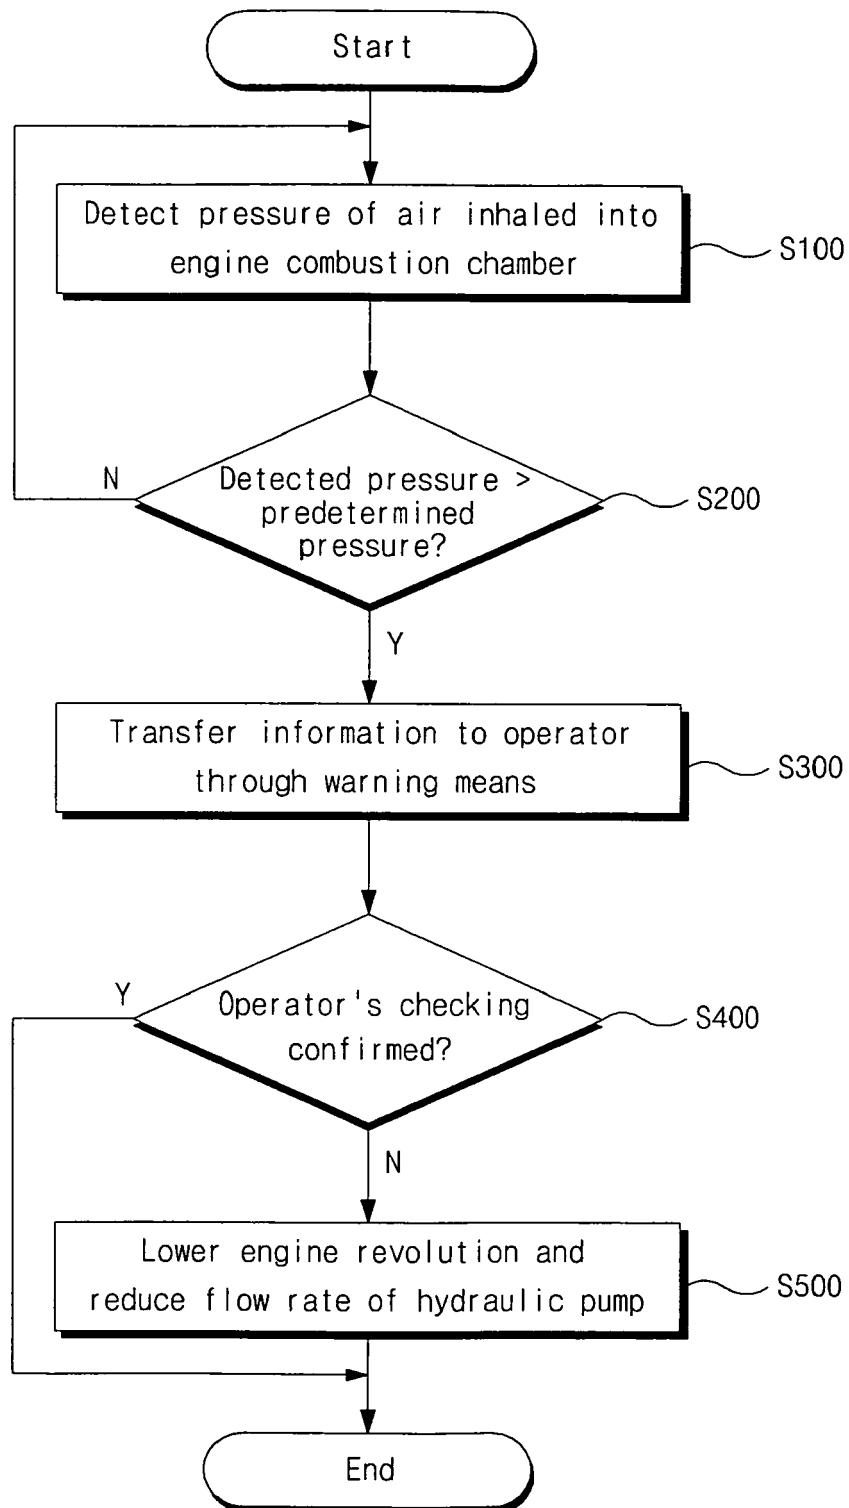 Start
Detect pressure of air inhaled into
engine combustion chamber
S100
N
Detected pressure >
predetermined
pressure?
S200
Y
Transfer information to operator
through warning means
S300
Y
Operator's checking
confirmed?
S400
N
Lower engine revolution and
reduce flow rate of hydraulic pump
S500
End